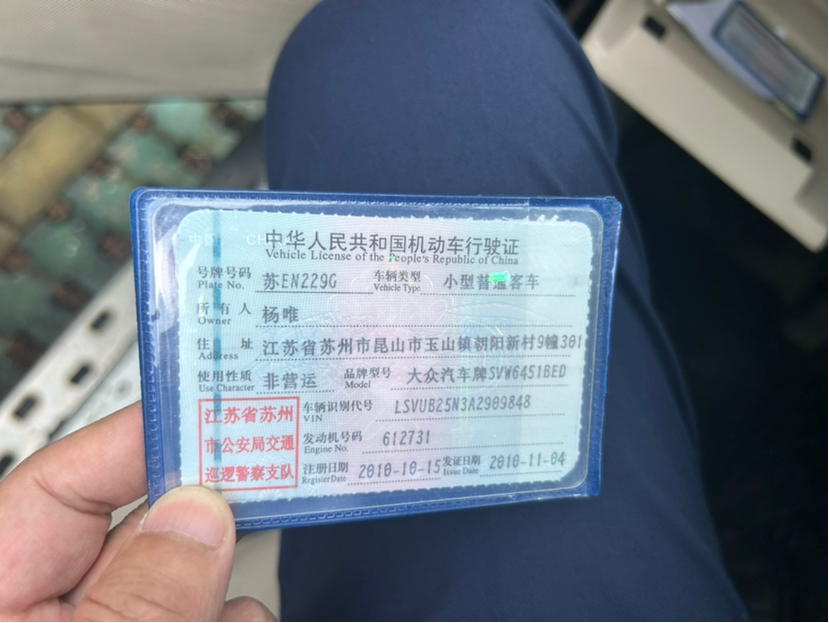 中华人民共和国机动车行驶证
Vehicle License of the People's Republic of China
号牌号码 苏EN229G 车辆类型 小型普通客车
Plate No. Vehicle Type
所有人 杨唯
Owner
住址 江苏省苏州市昆山市玉山镇朝阳新村9幢301
Address
使用性质 非营运 品牌型号 大众汽车牌SVW6451BED
Use Character Model
江苏省苏州
市公安局交通
巡逻警察支队
车辆识别代号 LSVUB25N3A2909848
VIN
发动机号码 612731
Engine No.
注册日期 2010-10-15 发证日期 2010-11-04
Register Date Issue Date